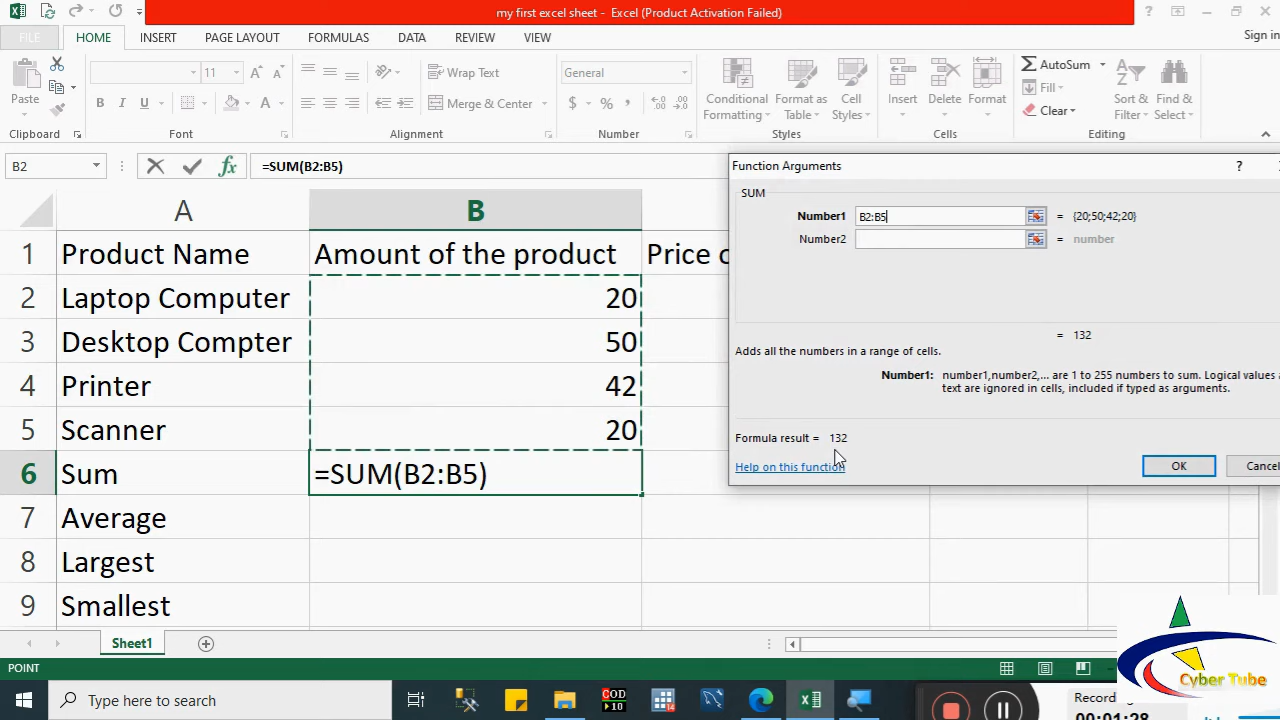 my first excel sheet - Excel (Product Activation Failed)
FILE HOME INSERT PAGE LAYOUT FORMULAS DATA REVIEW VIEW Sign in
11 Wrap Text General AutoSum
Fill
Paste B I U Merge & Center $ % , Conditional Formatting Format as Table Cell Styles Insert Delete Format Clear Sort & Filter Find & Select
Clipboard Font Alignment Number Styles Cells Editing
B2 fx =SUM(B2:B5)
Function Arguments ?
SUM
Number1 B2:B5 = {20;50;42;20}
Number2 = number
= 132
Adds all the numbers in a range of cells.
Number1: number1,number2,... are 1 to 255 numbers to sum. Logical values a
text are ignored in cells, included if typed as arguments.
Formula result = 132
Help on this function OK Cancel
A B
1 Product Name Amount of the product Price o
2 Laptop Computer 20
3 Desktop Compter 50
4 Printer 42
5 Scanner 20
6 Sum =SUM(B2:B5)
7 Average
8 Largest
9 Smallest
Sheet1
POINT
Cyber Tube
Type here to search
COD
10
14
Record
00:01:28